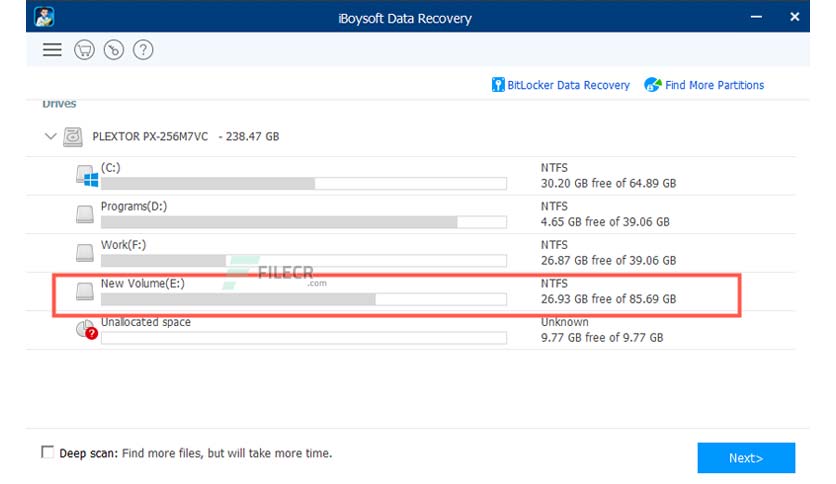 iBoysoft Data Recovery
BitLocker Data Recovery Find More Partitions
Drives
PLEXTOR PX-256M7VC - 238.47 GB
(C:) NTFS
30.20 GB free of 64.89 GB
Programs(D:) NTFS
4.65 GB free of 39.06 GB
Work(F:) NTFS
26.87 GB free of 39.06 GB
FILECR
.com
New Volume(E:) NTFS
26.93 GB free of 85.69 GB
Unallocated space Unknown
9.77 GB free of 9.77 GB
Deep scan: Find more files, but will take more time.
Next>